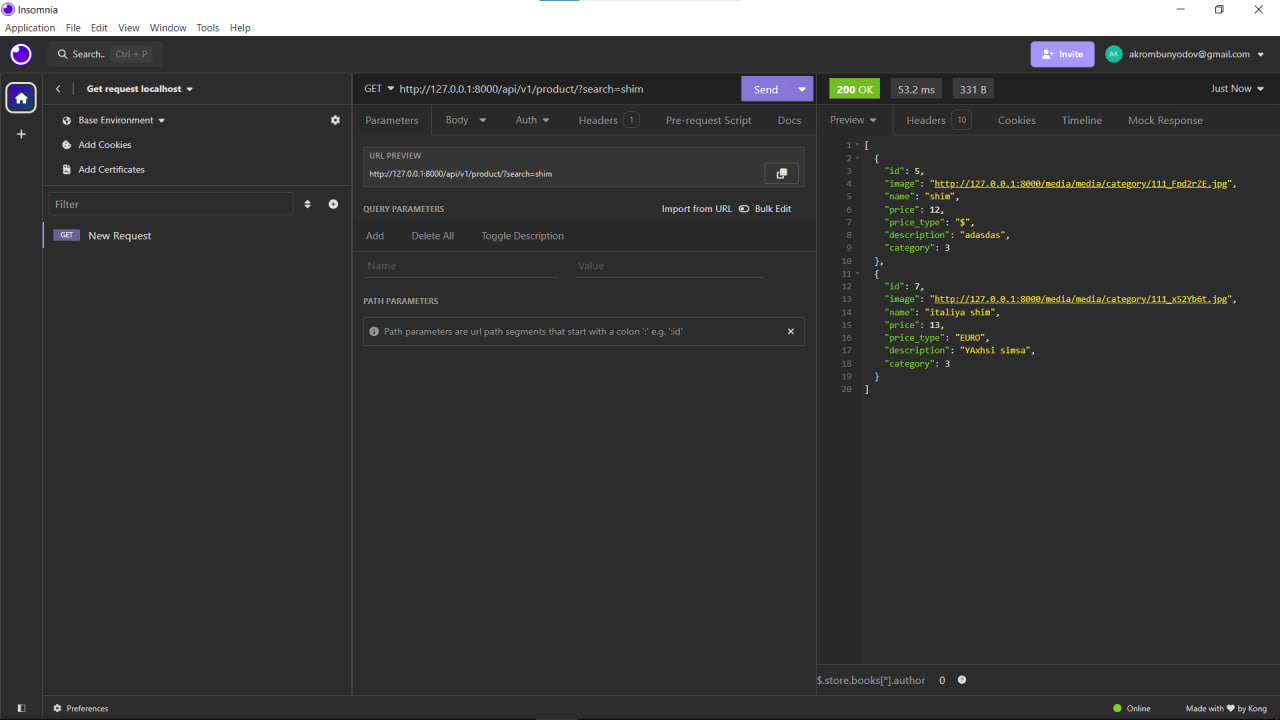 Insomnia
Application File Edit View Window Tools Help
Search.. Ctrl + P
Invite
AK akrombunyodov@gmail.com
Get request localhost
Base Environment
Add Cookies
Add Certificates
Filter
GET New Request
GET http://127.0.0.1:8000/api/v1/product/?search=shim Send
Parameters Body Auth Headers 1 Pre-request Script Docs
URL PREVIEW
http://127.0.0.1:8000/api/v1/product/?search=shim
QUERY PARAMETERS Import from URL Bulk Edit
Add Delete All Toggle Description
Name Value
PATH PARAMETERS
Path parameters are url path segments that start with a colon ':' e.g. ':id'
200 OK 53.2 ms 331 B Just Now
Preview Headers 10 Cookies Timeline Mock Response
1 [
2 {
3 "id": 5,
4 "image": "http://127.0.0.1:8000/media/media/category/111_Fpd2rZE.jpg",
5 "name": "shim",
6 "price": 12,
7 "price_type": "$",
8 "description": "adasdas",
9 "category": 3
10 },
11 {
12 "id": 7,
13 "image": "http://127.0.0.1:8000/media/media/category/111_x52Yb6t.jpg",
14 "name": "italiya shim",
15 "price": 13,
16 "price_type": "EURO",
17 "description": "YAxhsi simsa",
18 "category": 3
19 }
20 ]
$.store.books[*].author 0
Preferences
Online Made with ❤ by Kong